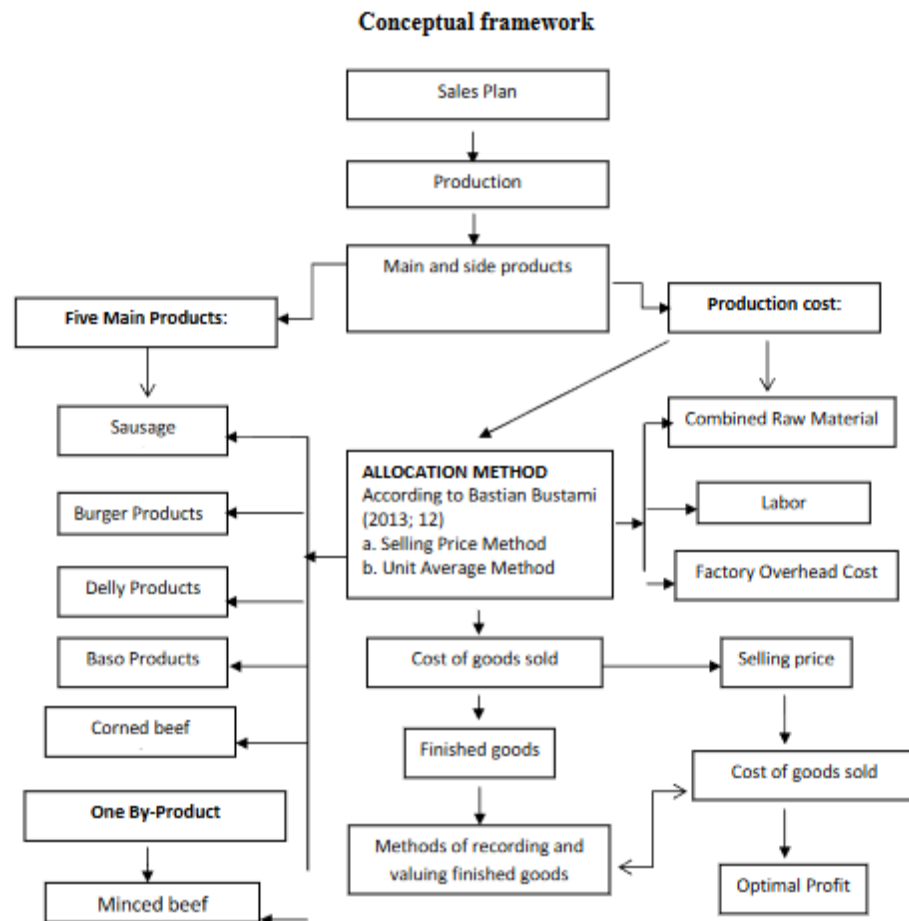 Conceptual framework
Sales Plan
Production
Main and side products
Five Main Products:
Production cost:
Sausage
Combined Raw Material
ALLOCATION METHOD
According to Bastian Bustami
(2013; 12)
a. Selling Price Method
b. Unit Average Method
Burger Products
Labor
Delly Products
Factory Overhead Cost
Baso Products
Cost of goods sold
Selling price
Corned beef
Finished goods
Cost of goods sold
One By-Product
Methods of recording and
valuing finished goods
Minced beef
Optimal Profit